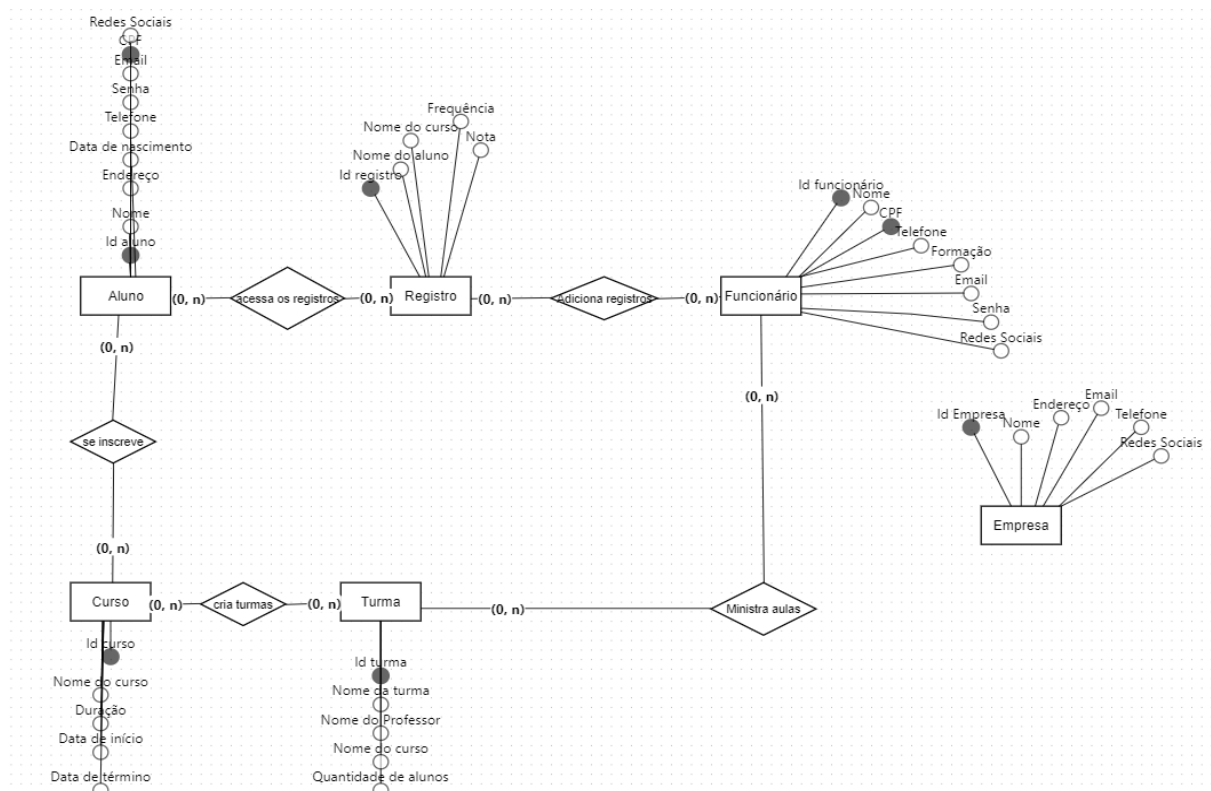 Redes Sociais
CPF
Email
Senha
Telefone
Data de nascimento
Endereço
Nome
Id aluno
Aluno
(0, n)
acessa os registros
(0, n)
Frequência
Nome do curso
Nota
Nome do aluno
Id registro
Registro
(0, n)
Adiciona registros
(0, n)
Id funcionário
Nome
CPF
Telefone
Formação
Email
Senha
Redes Sociais
Funcionário
(0, n)
se inscreve
(0, n)
(0, n)
Id Empresa
Nome
Endereço
Email
Telefone
Redes Sociais
Empresa
Curso
(0, n)
cria turmas
(0, n)
Turma
(0, n)
Ministra aulas
Id curso
Nome do curso
Duração
Data de início
Data de término
Id turma
Nome da turma
Nome do Professor
Nome do curso
Quantidade de alunos